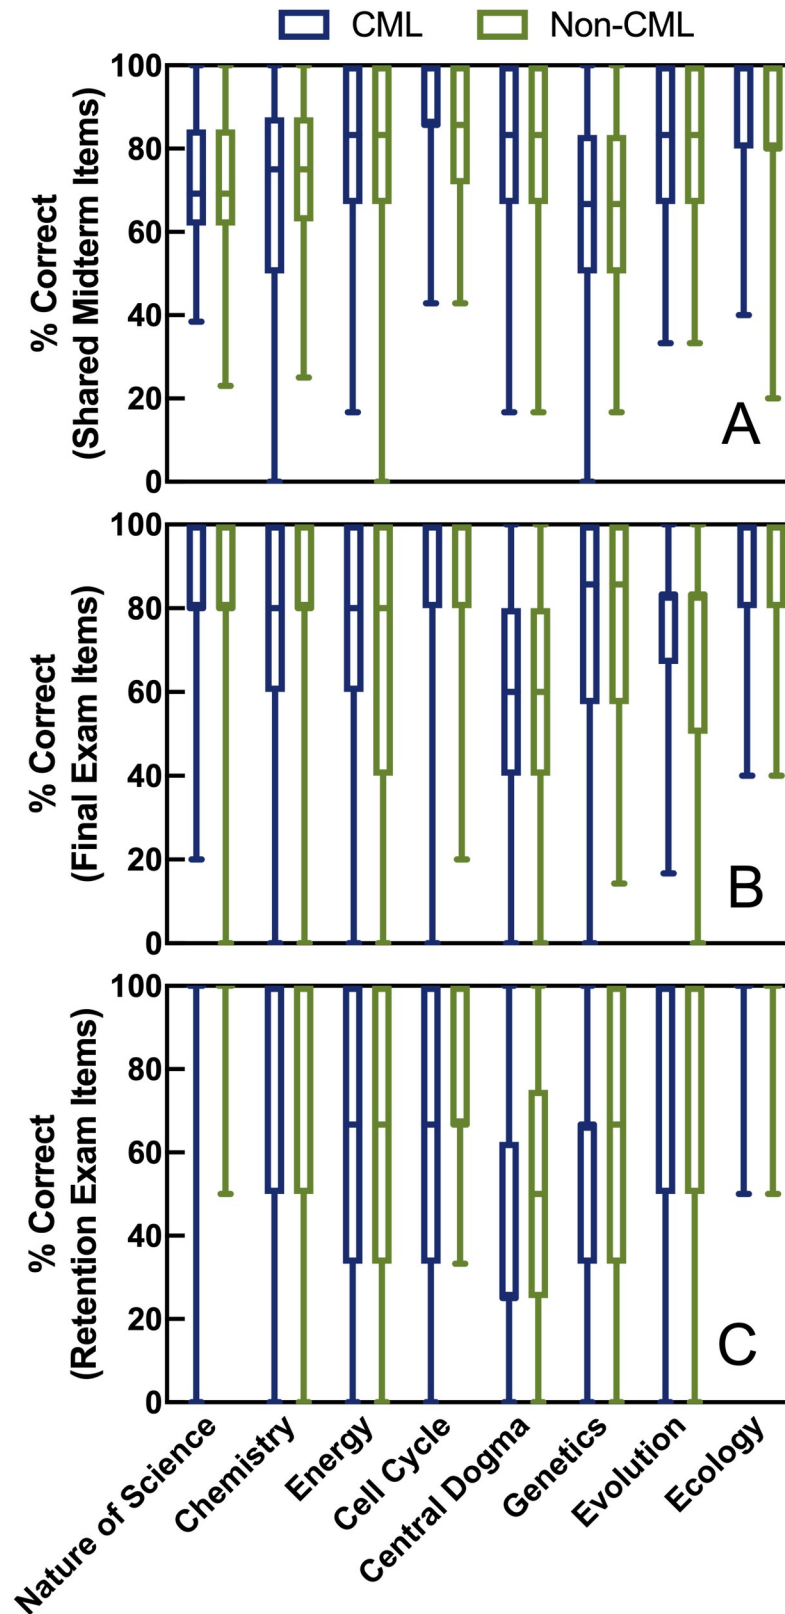 CML Non-CML
% Correct
(Shared Midterm Items)
100
80
60
40
20
0
A
% Correct
(Final Exam Items)
100
80
60
40
20
0
B
% Correct
(Retention Exam Items)
100
80
60
40
20
0
C
Nature of Science
Chemistry
Energy
Cell Cycle
Central Dogma
Genetics
Evolution
Ecology